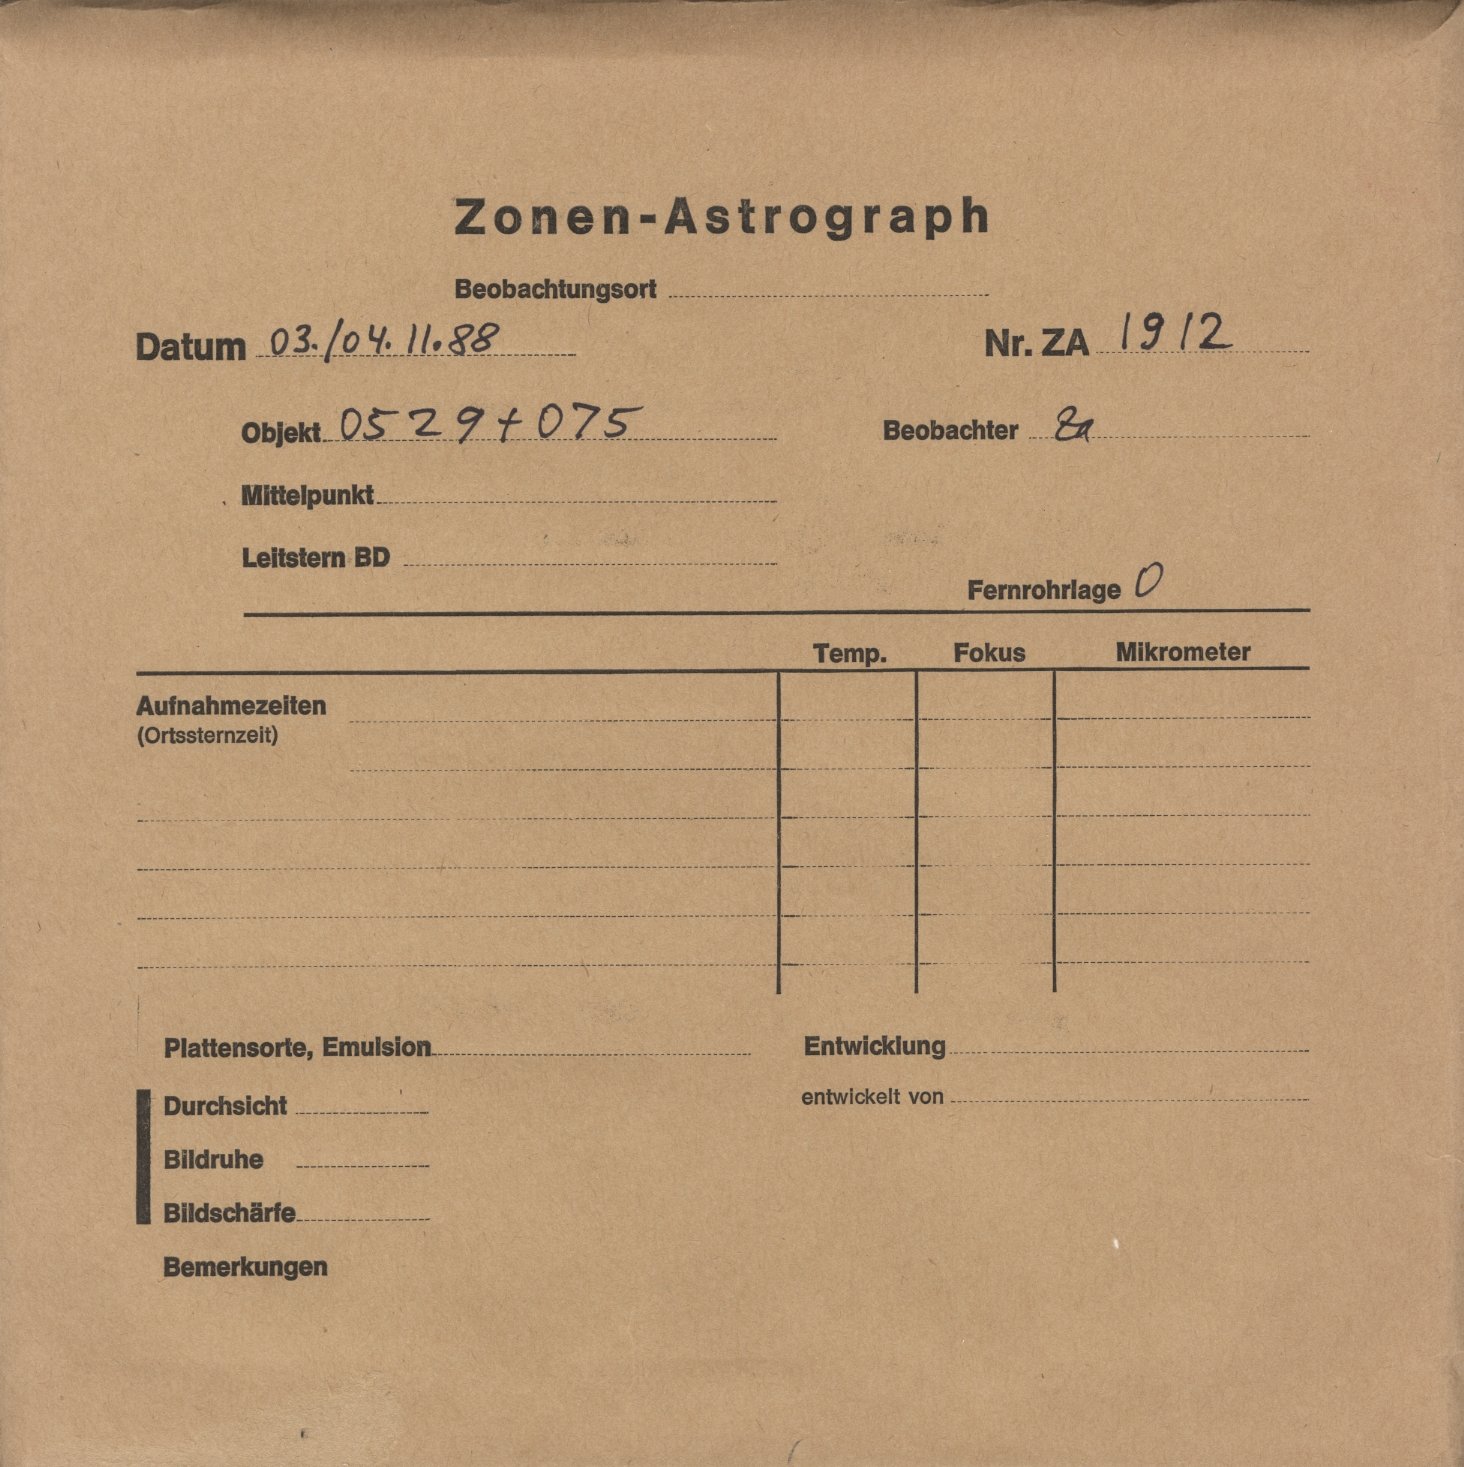 Zonen-Astrograph
Beobachtungsort
Datum 03./04.11.88 Nr. ZA 1912
Objekt 0529+075 Beobachter
Mittelpunkt
Leitstern BD
Fernrohrlage O
Temp. Fokus Mikrometer
Aufnahmezeiten
(Ortssternzeit)
Plattensorte, Emulsion Entwicklung
Durchsicht entwickelt von
Bildruhe
Bildschärfe
Bemerkungen